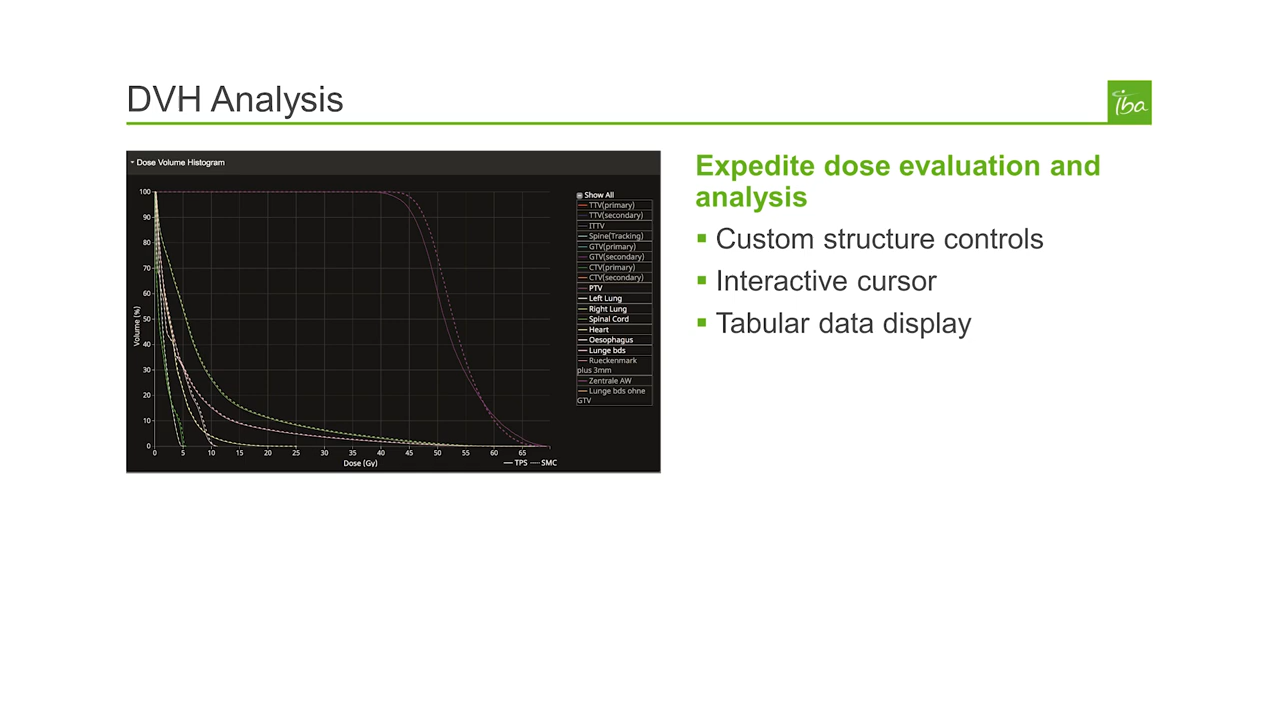 DVH Analysis
iba
Dose Volume Histogram
100
90
80
70
60
50
40
30
20
10
0
Volume (%)
0 5 10 15 20 25 30 35 40 45 50 55 60 65
Dose (Gy)
TPS SMC
Show All
TTV(primary)
TTV(secondary)
ITTV
Spine(Tracking)
GTV(primary)
GTV(secondary)
CTV(primary)
CTV(secondary)
PTV
Left Lung
Right Lung
Spinal Cord
Heart
Oesophagus
Lunge bds
Rueckenmark
plus 3mm
Zentrale AW
Lunge bds ohne
GTV
Expedite dose evaluation and
analysis
▪ Custom structure controls
▪ Interactive cursor
▪ Tabular data display